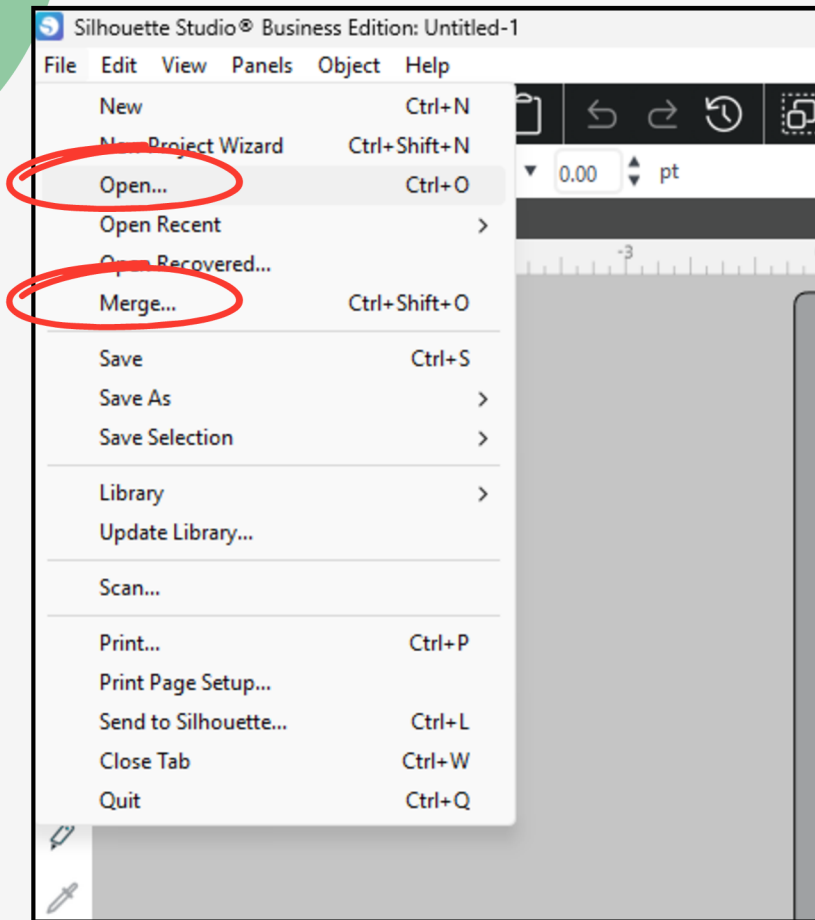 Silhouette Studio® Business Edition: Untitled-1
File Edit View Panels Object Help
New Ctrl+N
New Project Wizard Ctrl+Shift+N
Open... Ctrl+O
0.00 pt
Open Recent
-3
Open Recovered...
Merge... Ctrl+Shift+O
Save Ctrl+S
Save As
Save Selection
Library
Update Library...
Scan...
Print... Ctrl+P
Print Page Setup...
Send to Silhouette... Ctrl+L
Close Tab Ctrl+W
Quit Ctrl+Q